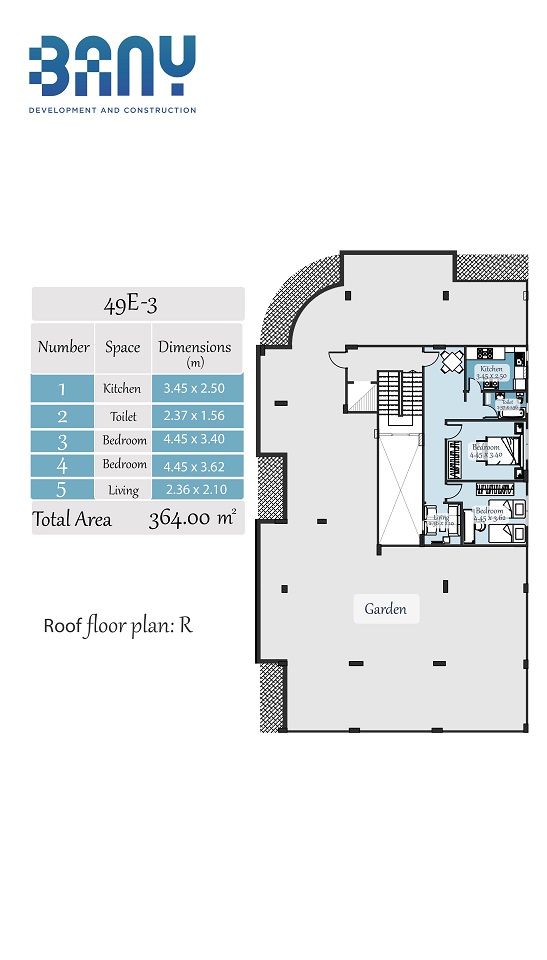 BANY
DEVELOPMENT AND CONSTRUCTION
49E-3
Number Space Dimensions (m)
1 Kitchen 3.45 x 2.50
2 Toilet 2.37 x 1.56
3 Bedroom 4.45 x 3.40
4 Bedroom 4.45 x 3.62
5 Living 2.36 x 2.10
Total Area 364.00 m²
Roof floor plan: R
Kitchen
3.45 x 2.50
Toilet
Bedroom
4.45 x 3.40
Bedroom
4.45 x 3.62
Living
Garden